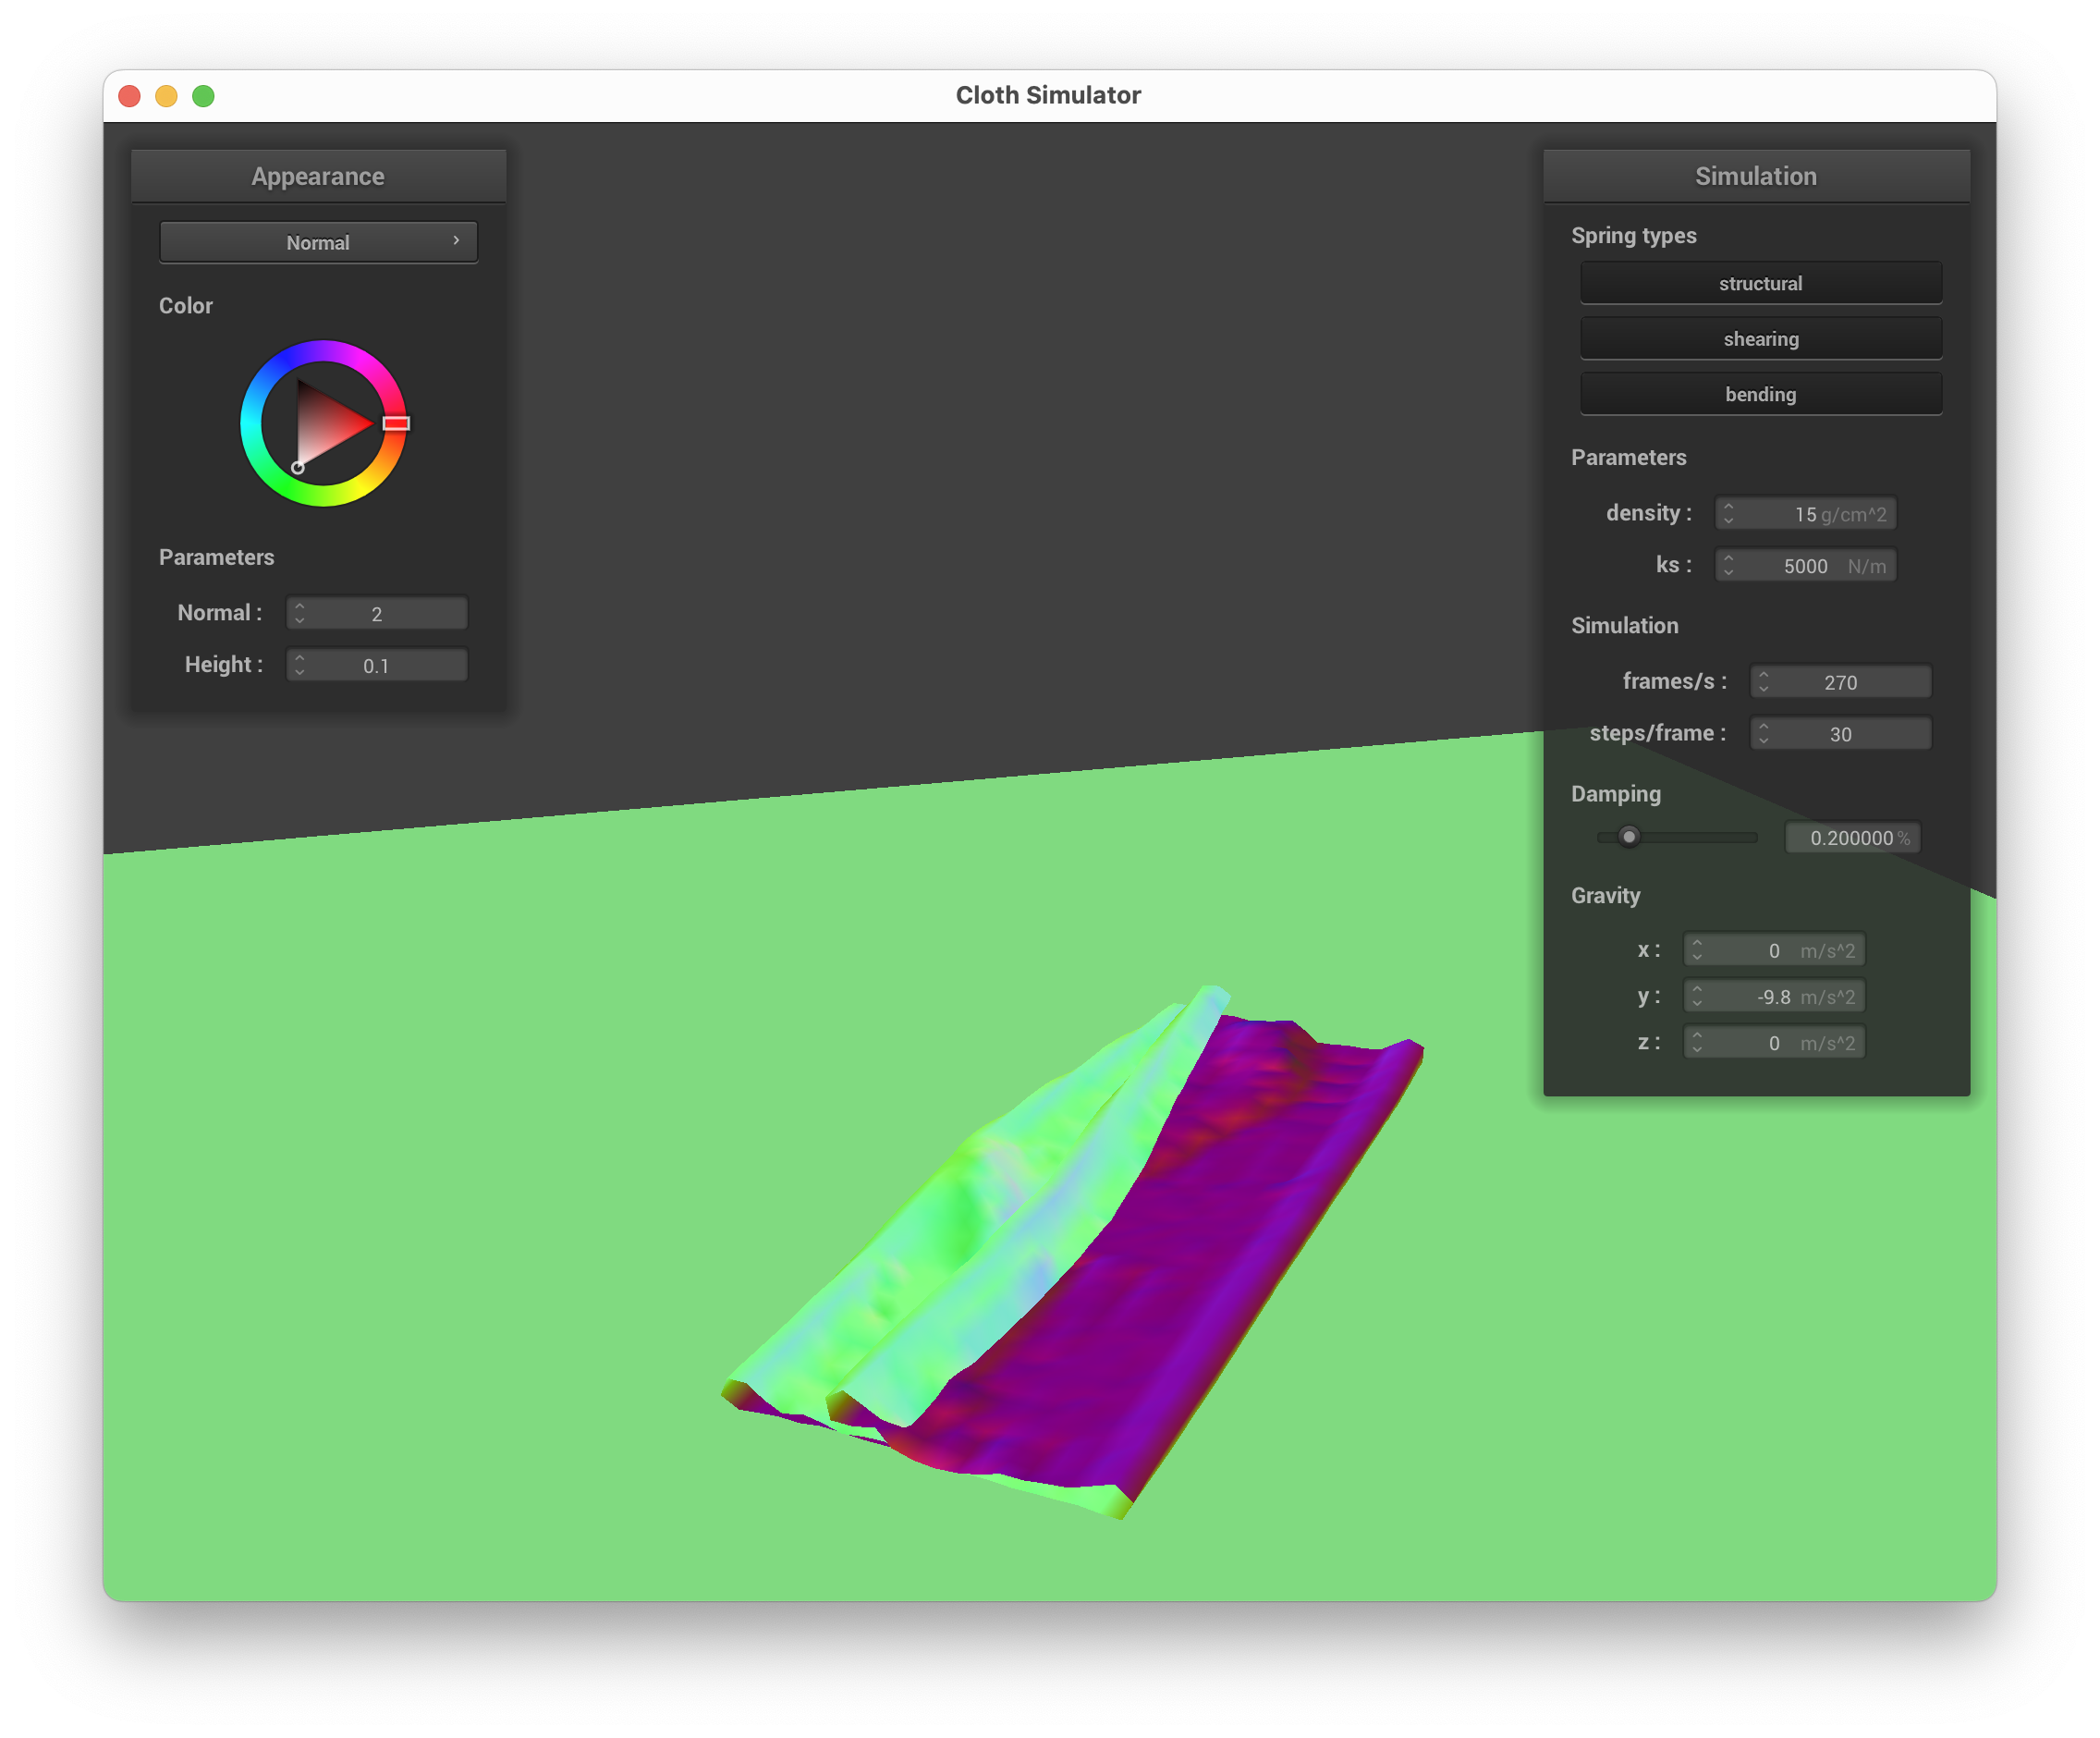 Cloth Simulator
Appearance
Normal
Color
Parameters
Normal : 2
Height : 0.1
Simulation
Spring types
structural
shearing
bending
Parameters
density : 15 g/cm^2
ks : 5000 N/m
Simulation
frames/s : 270
steps/frame : 30
Damping
0.200000 %
Gravity
x : 0 m/s^2
y : -9.8 m/s^2
z : 0 m/s^2